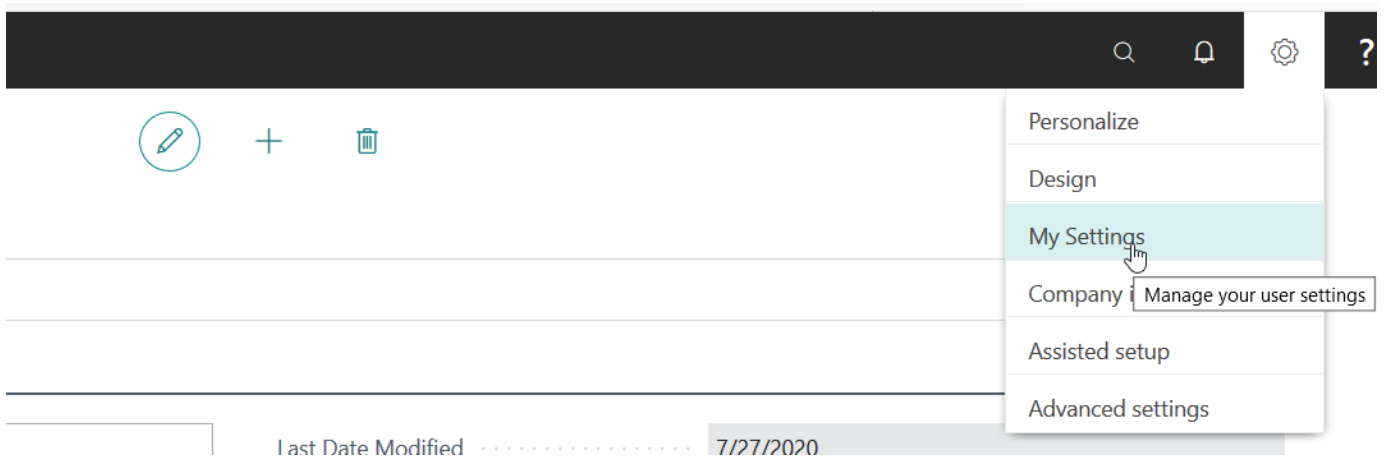 ?
Personalize
Design
My Settings
Company i
Manage your user settings
Assisted setup
Advanced settings
Last Date Modified
7/27/2020